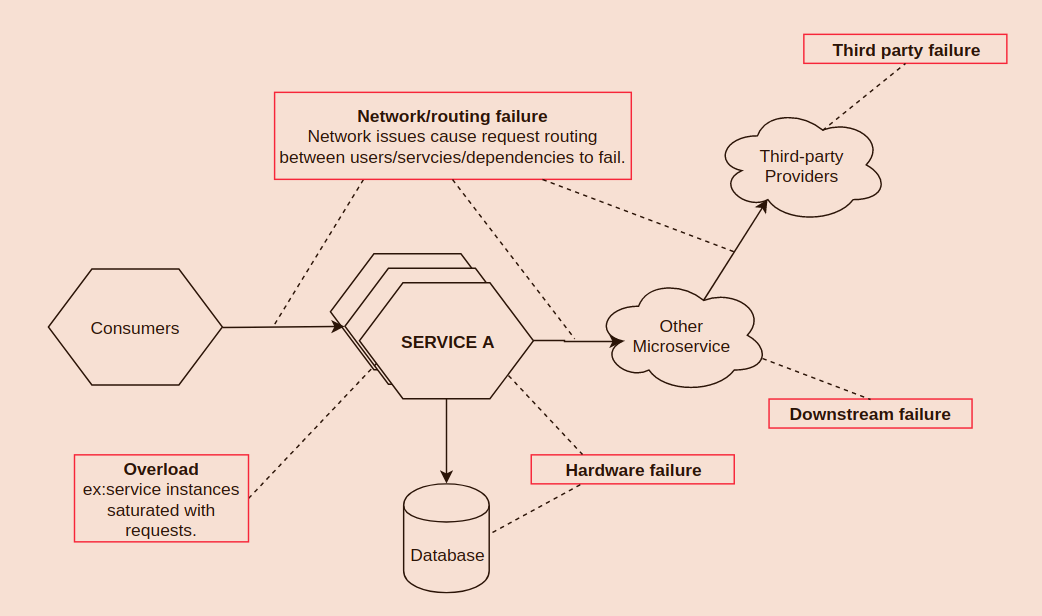 Third party failure
Network/routing failure
Network issues cause request routing
between users/servcies/dependencies to fail.
Third-party
Providers
Consumers
SERVICE A
Other
Microservice
Downstream failure
Overload
ex:service instances
saturated with
requests.
Hardware failure
Database